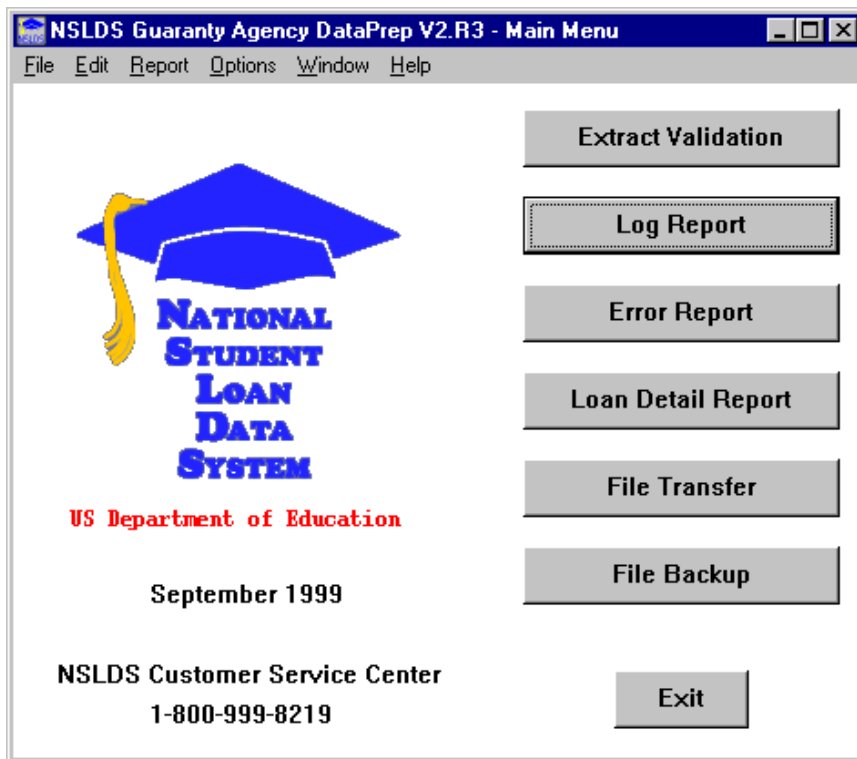 NSLDS Guaranty Agency DataPrep V2.R3 - Main Menu
File Edit Report Options Window Help
NATIONAL
STUDENT
LOAN
DATA
SYSTEM
US Department of Education
September 1999
NSLDS Customer Service Center
1-800-999-8219
Extract Validation
Log Report
Error Report
Loan Detail Report
File Transfer
File Backup
Exit